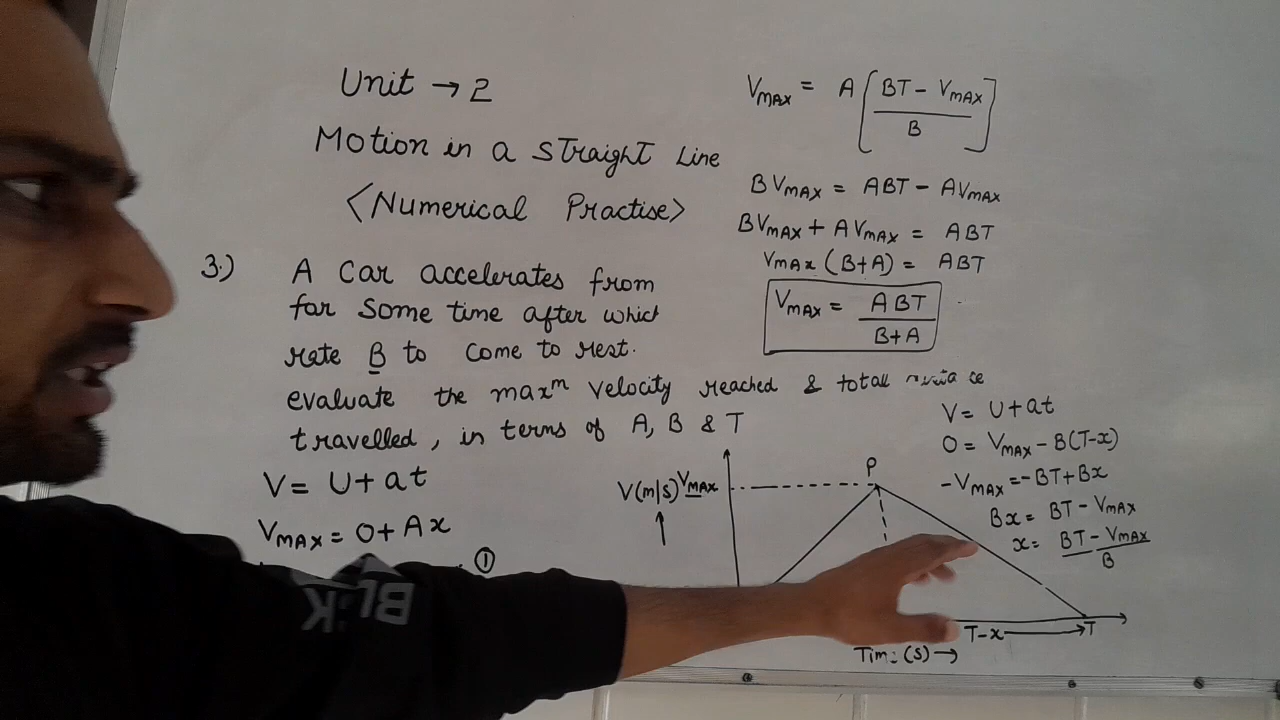 Unit → 2
Motion in a Straight Line
<Numerical Practise>
3.) A Car accelerates from
for some time after which
rate B to come to rest.
evaluate the maxᵐ velocity reached & total
travelled, in terms of A, B & T
V = U + at
V_MAX = 0 + Ax
①
V_MAX = A[(BT - V_MAX)/B]
BV_MAX = ABT - AV_MAX
BV_MAX + AV_MAX = ABT
V_MAX (B+A) = ABT
V_MAX = ABT/(B+A)
V = U + at
0 = V_MAX - B(T-x)
-V_MAX = -BT + Bx
Bx = BT - V_MAX
x = (BT - V_MAX)/B
P
V(m/s) V_MAX
↑
T-x → T
(s) →
BL CK